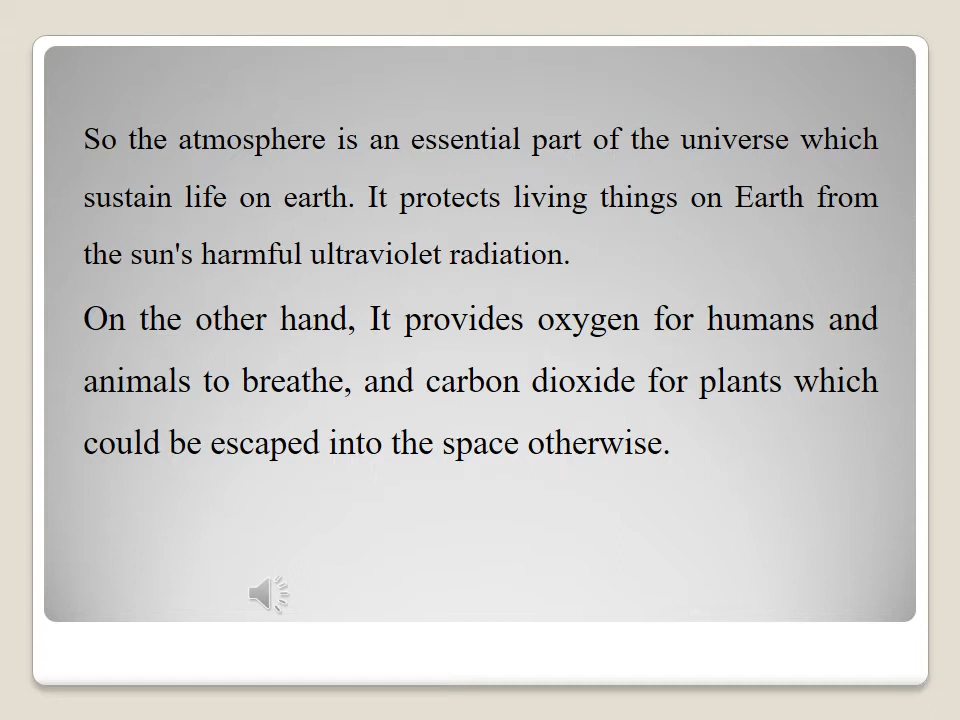 So the atmosphere is an essential part of the universe which
sustain life on earth. It protects living things on Earth from
the sun's harmful ultraviolet radiation.
On the other hand, It provides oxygen for humans and
animals to breathe, and carbon dioxide for plants which
could be escaped into the space otherwise.